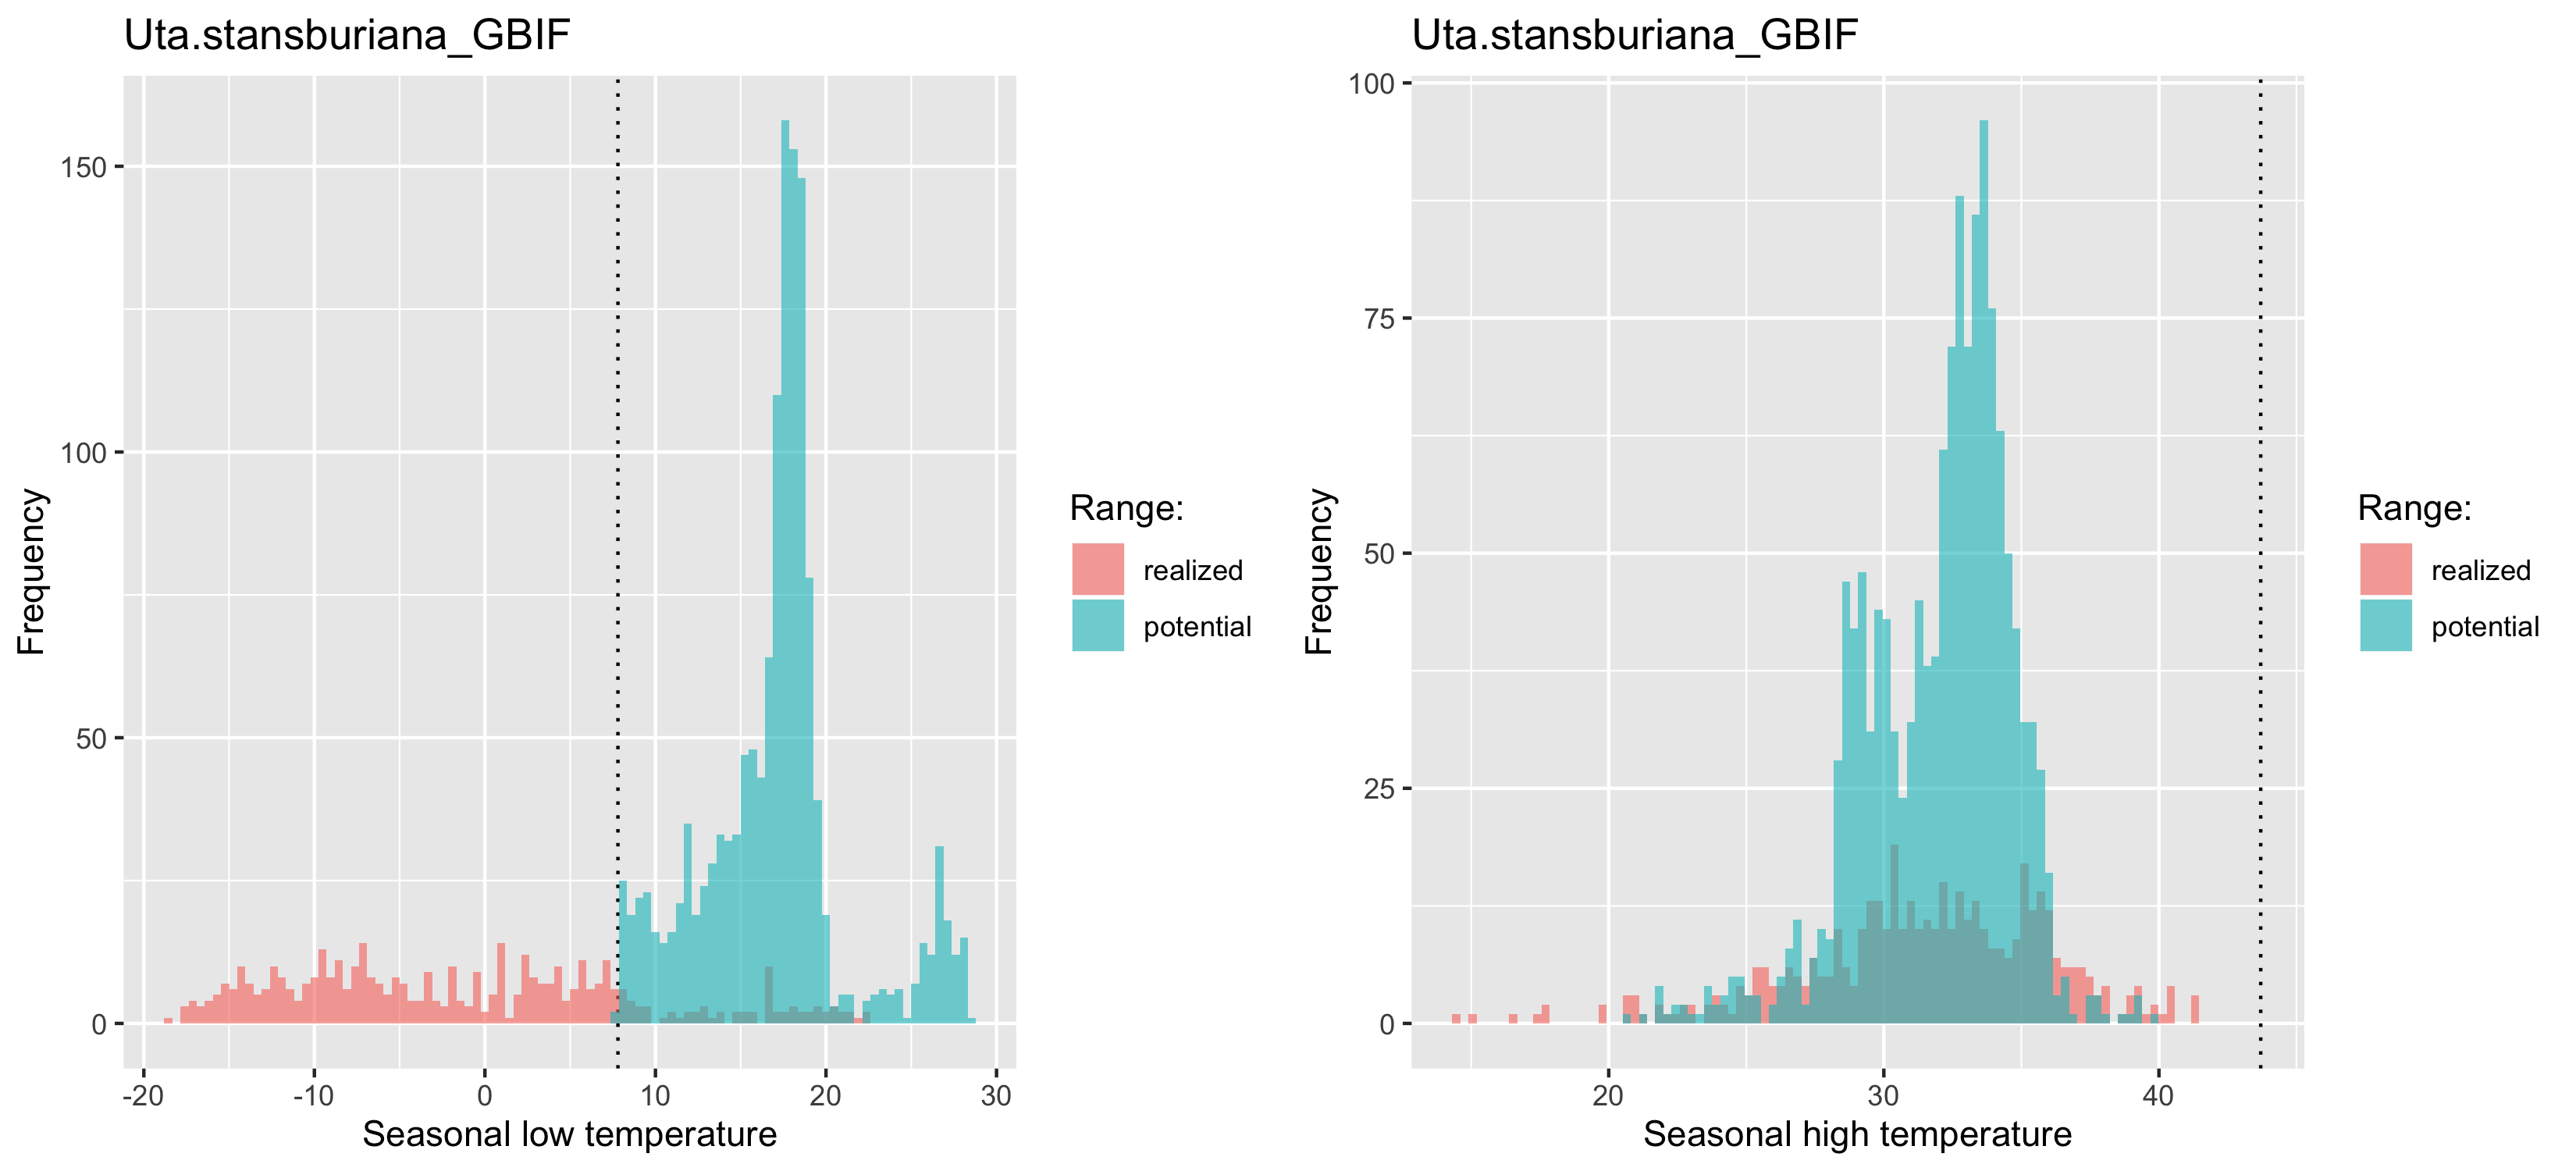 Uta.stansburiana_GBIF
Frequency
150
100
50
0
-20 -10 0 10 20 30
Seasonal low temperature
Range:
realized
potential
Uta.stansburiana_GBIF
Frequency
100
75
50
25
0
20 30 40
Seasonal high temperature
Range:
realized
potential